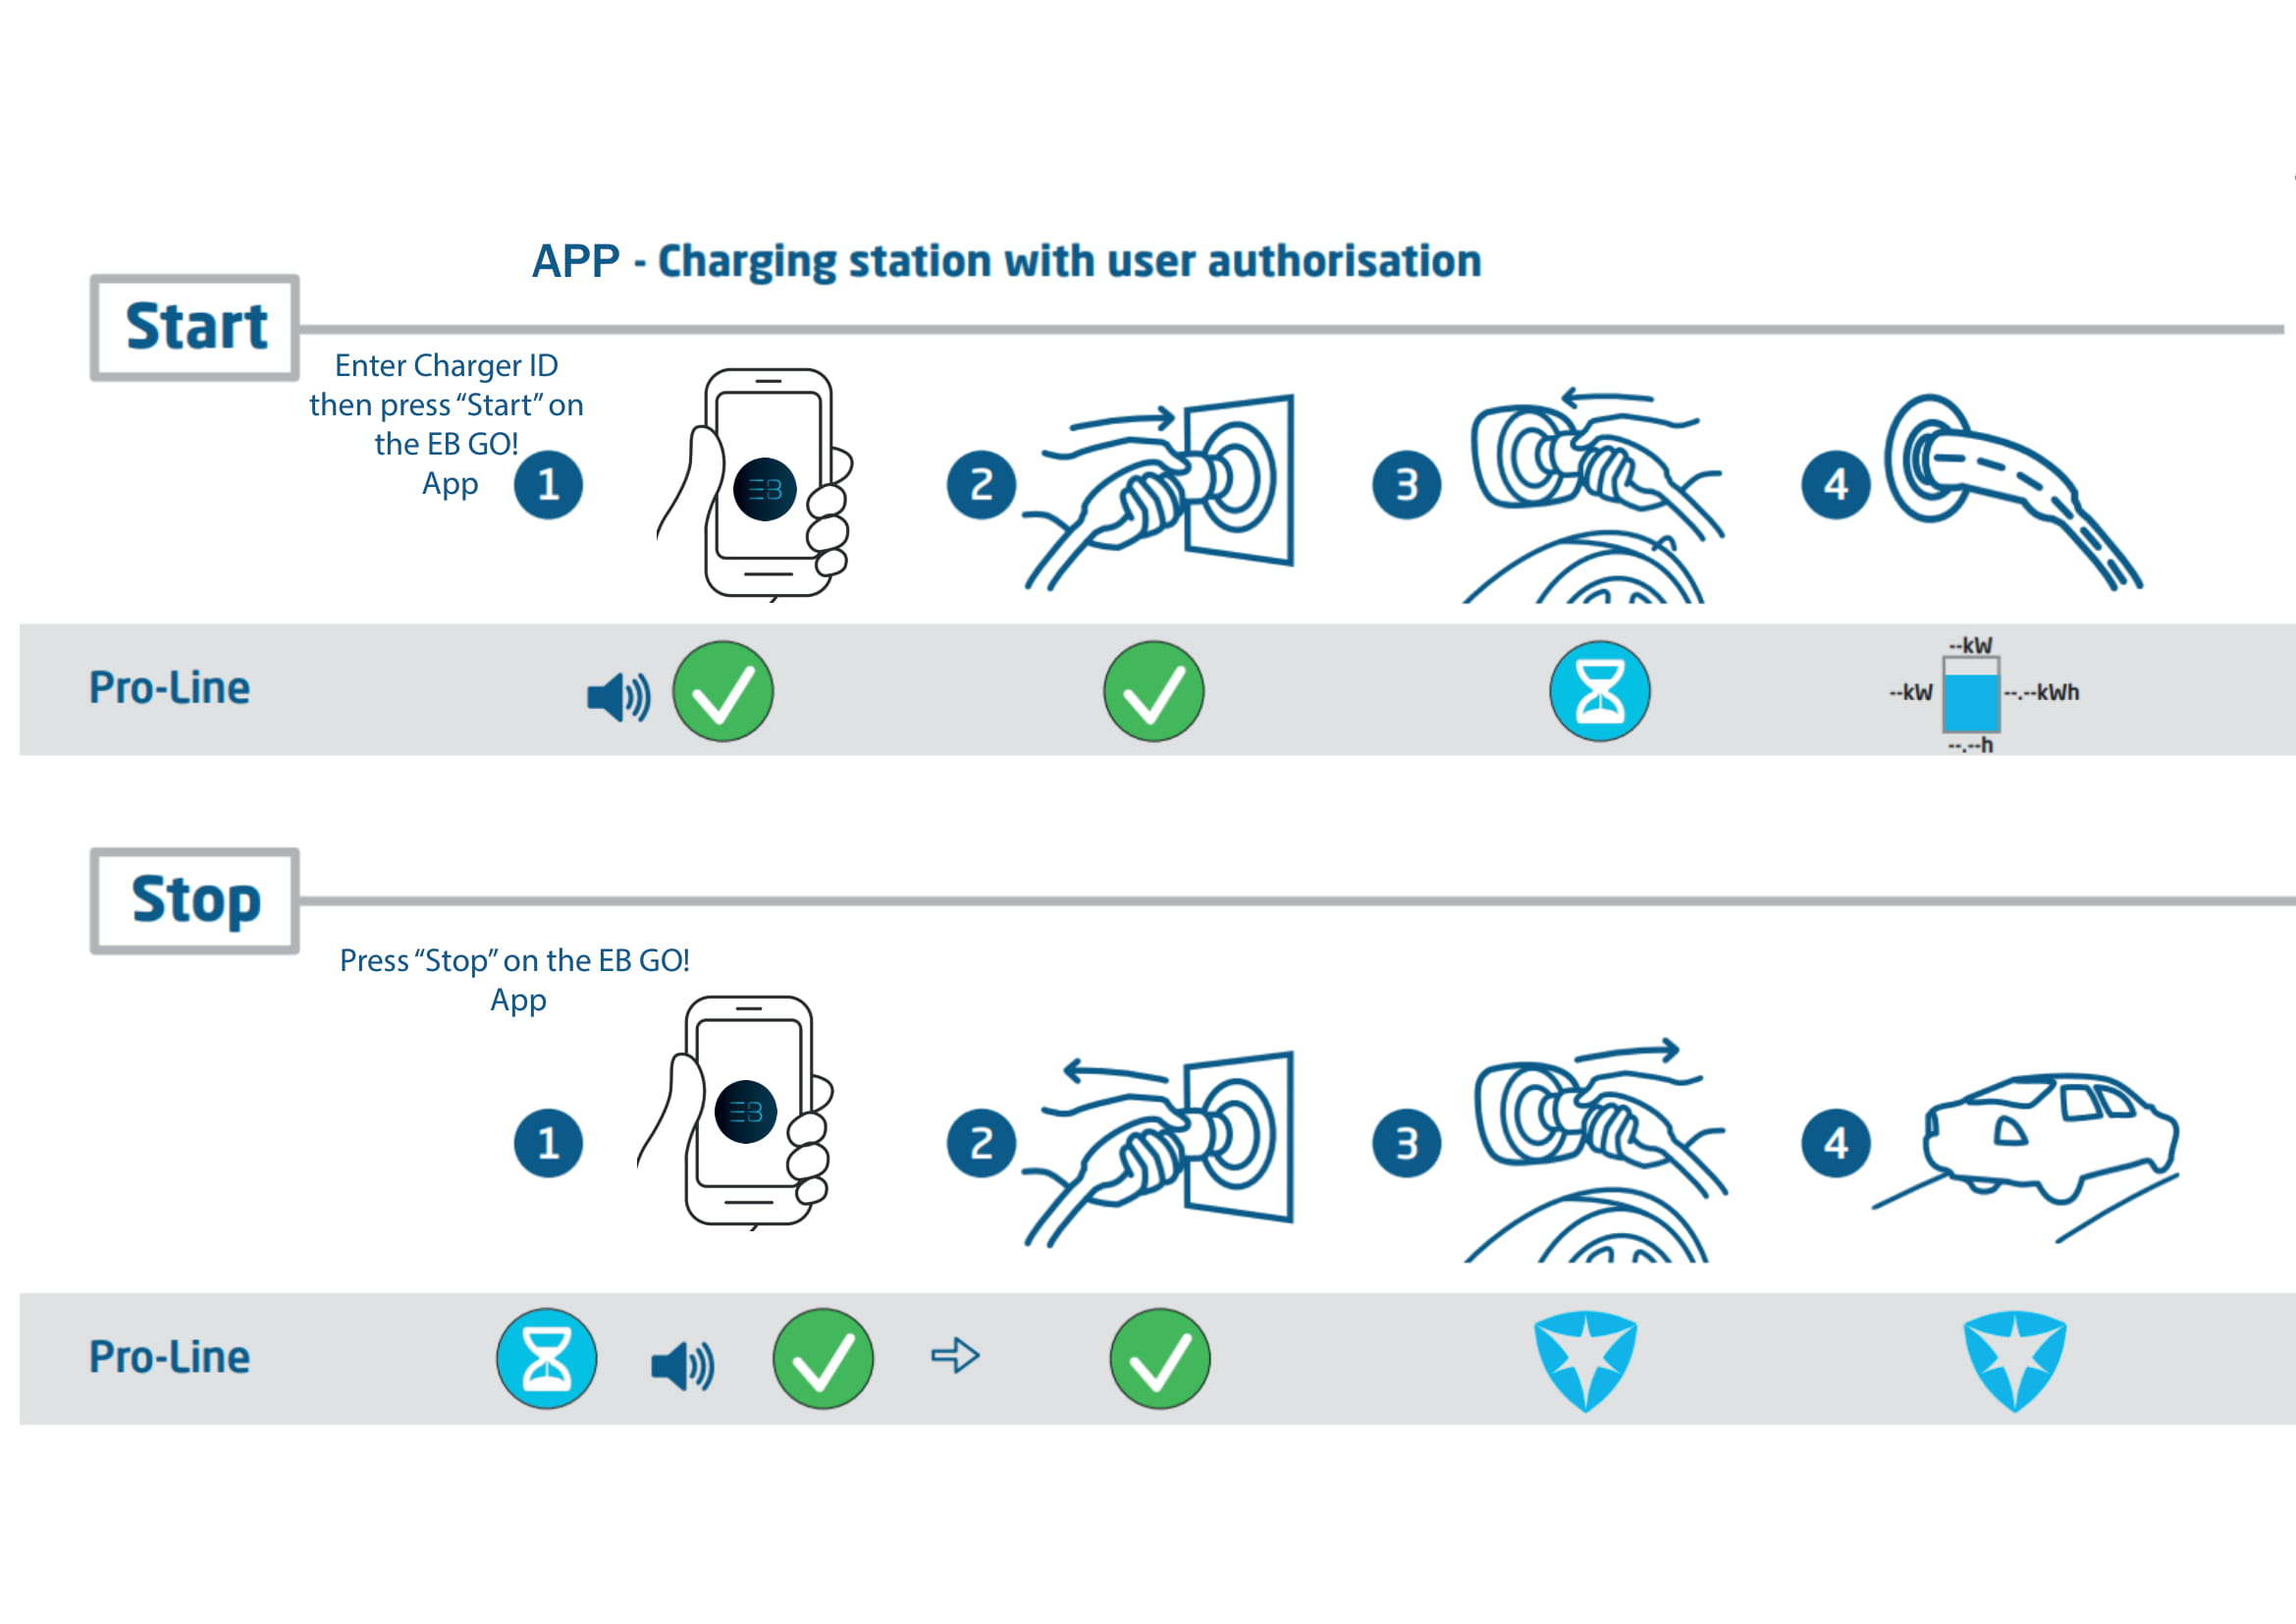 APP - Charging station with user authorisation
Start
Enter Charger ID
then press “Start” on
the EB GO!
App
1
EB
2
3
4
Pro-Line
--kW
--kW
--.--kWh
--.--h
Stop
Press “Stop” on the EB GO!
App
1
EB
2
3
4
Pro-Line